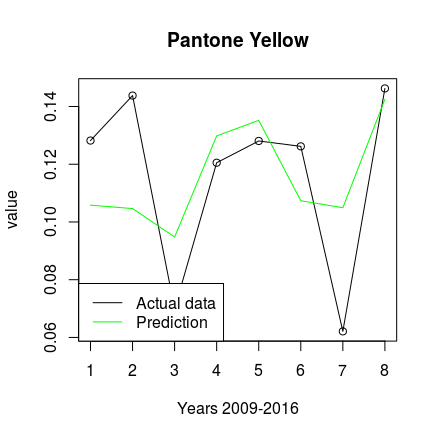 Pantone Yellow
value
0.14
0.12
0.10
0.08
0.06
Actual data
Prediction
1 2 3 4 5 6 7 8
Years 2009-2016